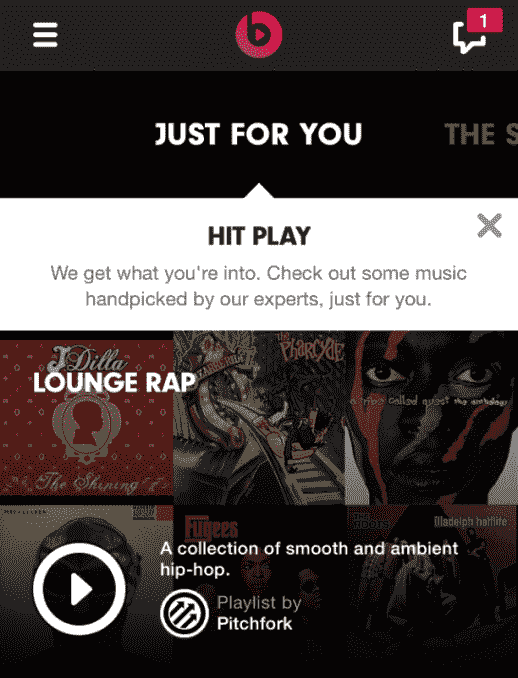 1
JUST FOR YOU
THE S
HIT PLAY
We get what you're into. Check out some music
handpicked by our experts, just for you.
J Dilla
The Shining
LOUNGE RAP
The
PHARCYDE
a tribe called quest the anthology
Fugees
THE ROOTS
illadelph halflife
A collection of smooth and ambient
hip-hop.
Playlist by
Pitchfork